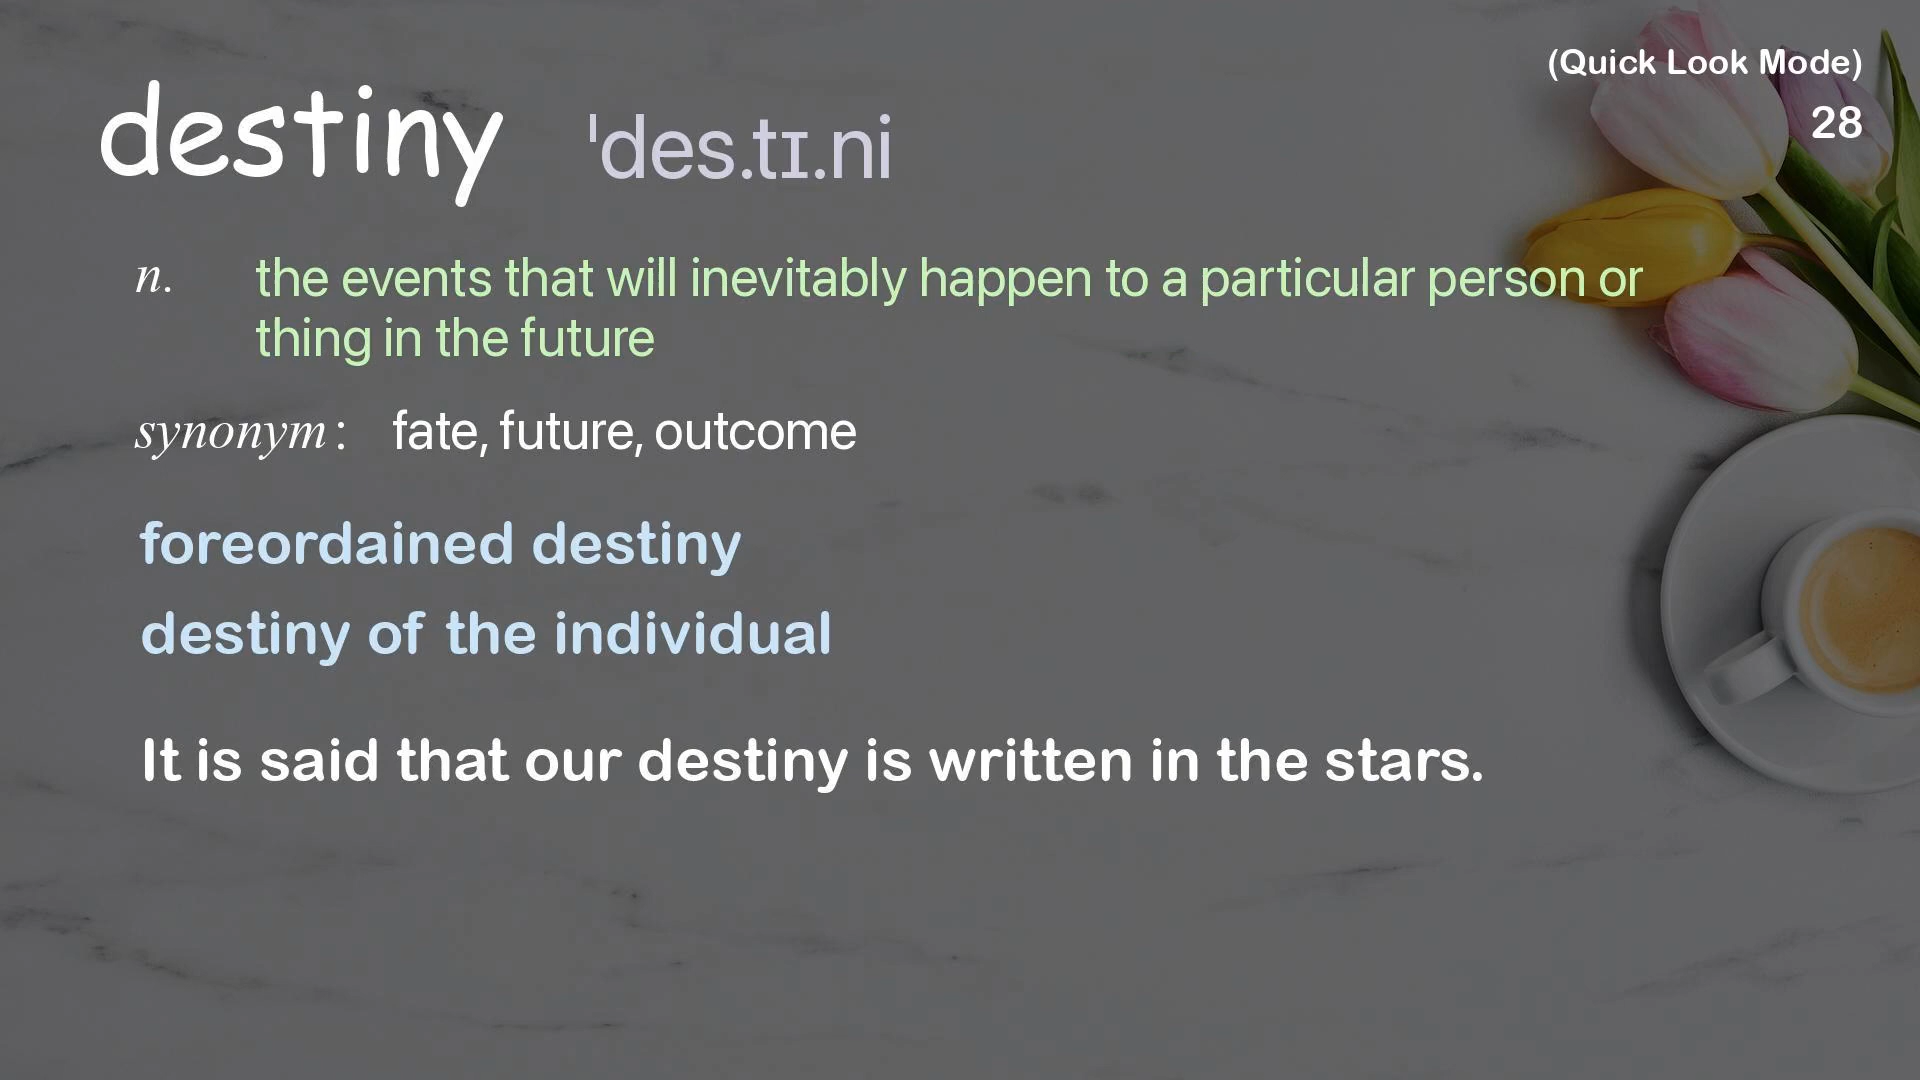 (Quick Look Mode)
28
destiny ˈdes.tɪ.ni
n. the events that will inevitably happen to a particular person or
thing in the future
synonym: fate, future, outcome
foreordained destiny
destiny of the individual
It is said that our destiny is written in the stars.